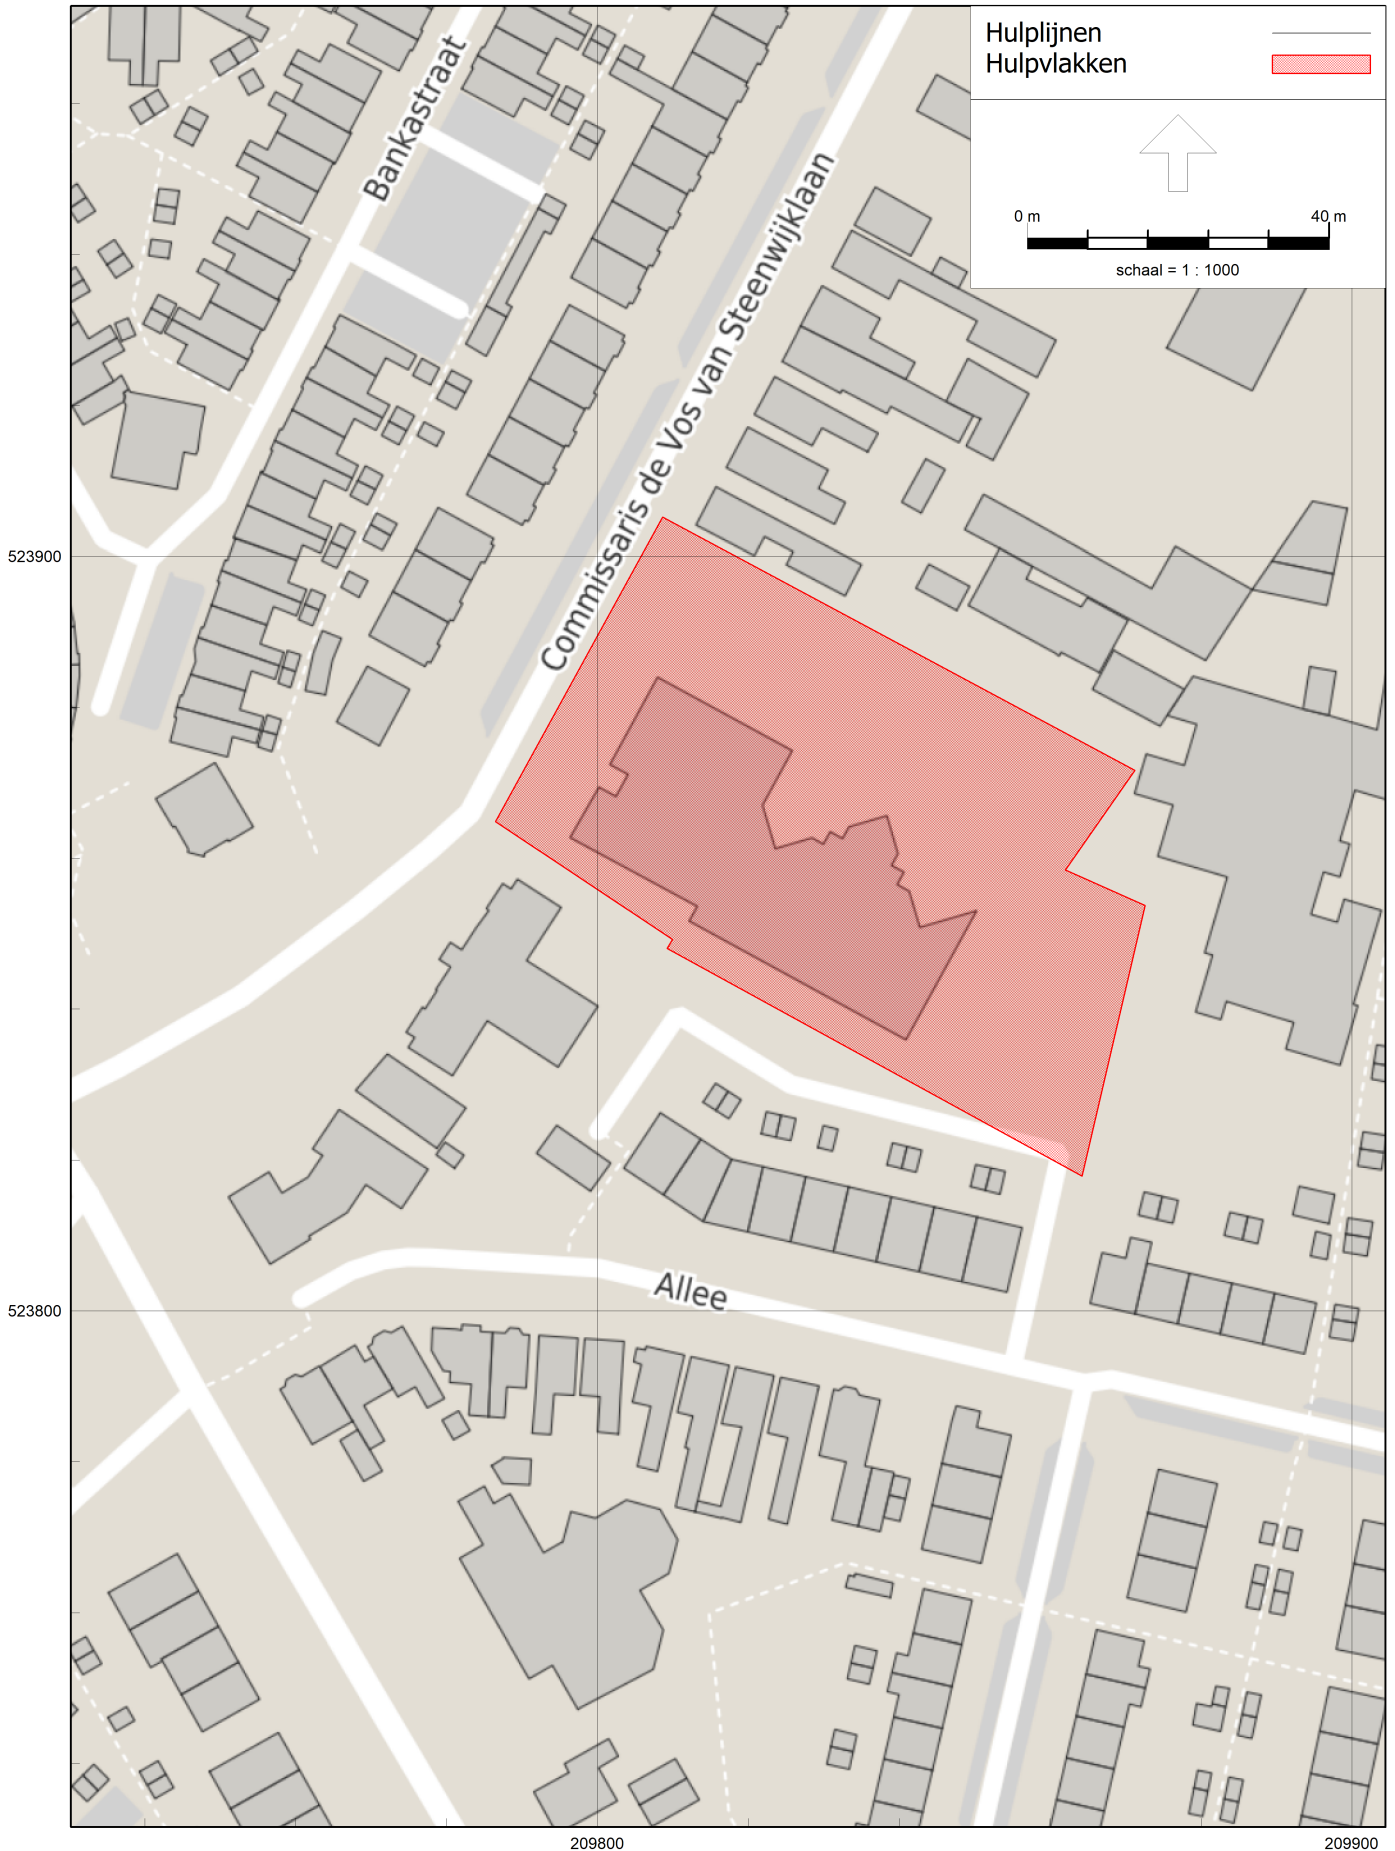 Hulplijnen
Hulpvlakken
0 m 40 m
schaal = 1 : 1000
Bankastraat
Commissaris de Vos van Steenwijklaan
523900
Allee
523800
209800 209900